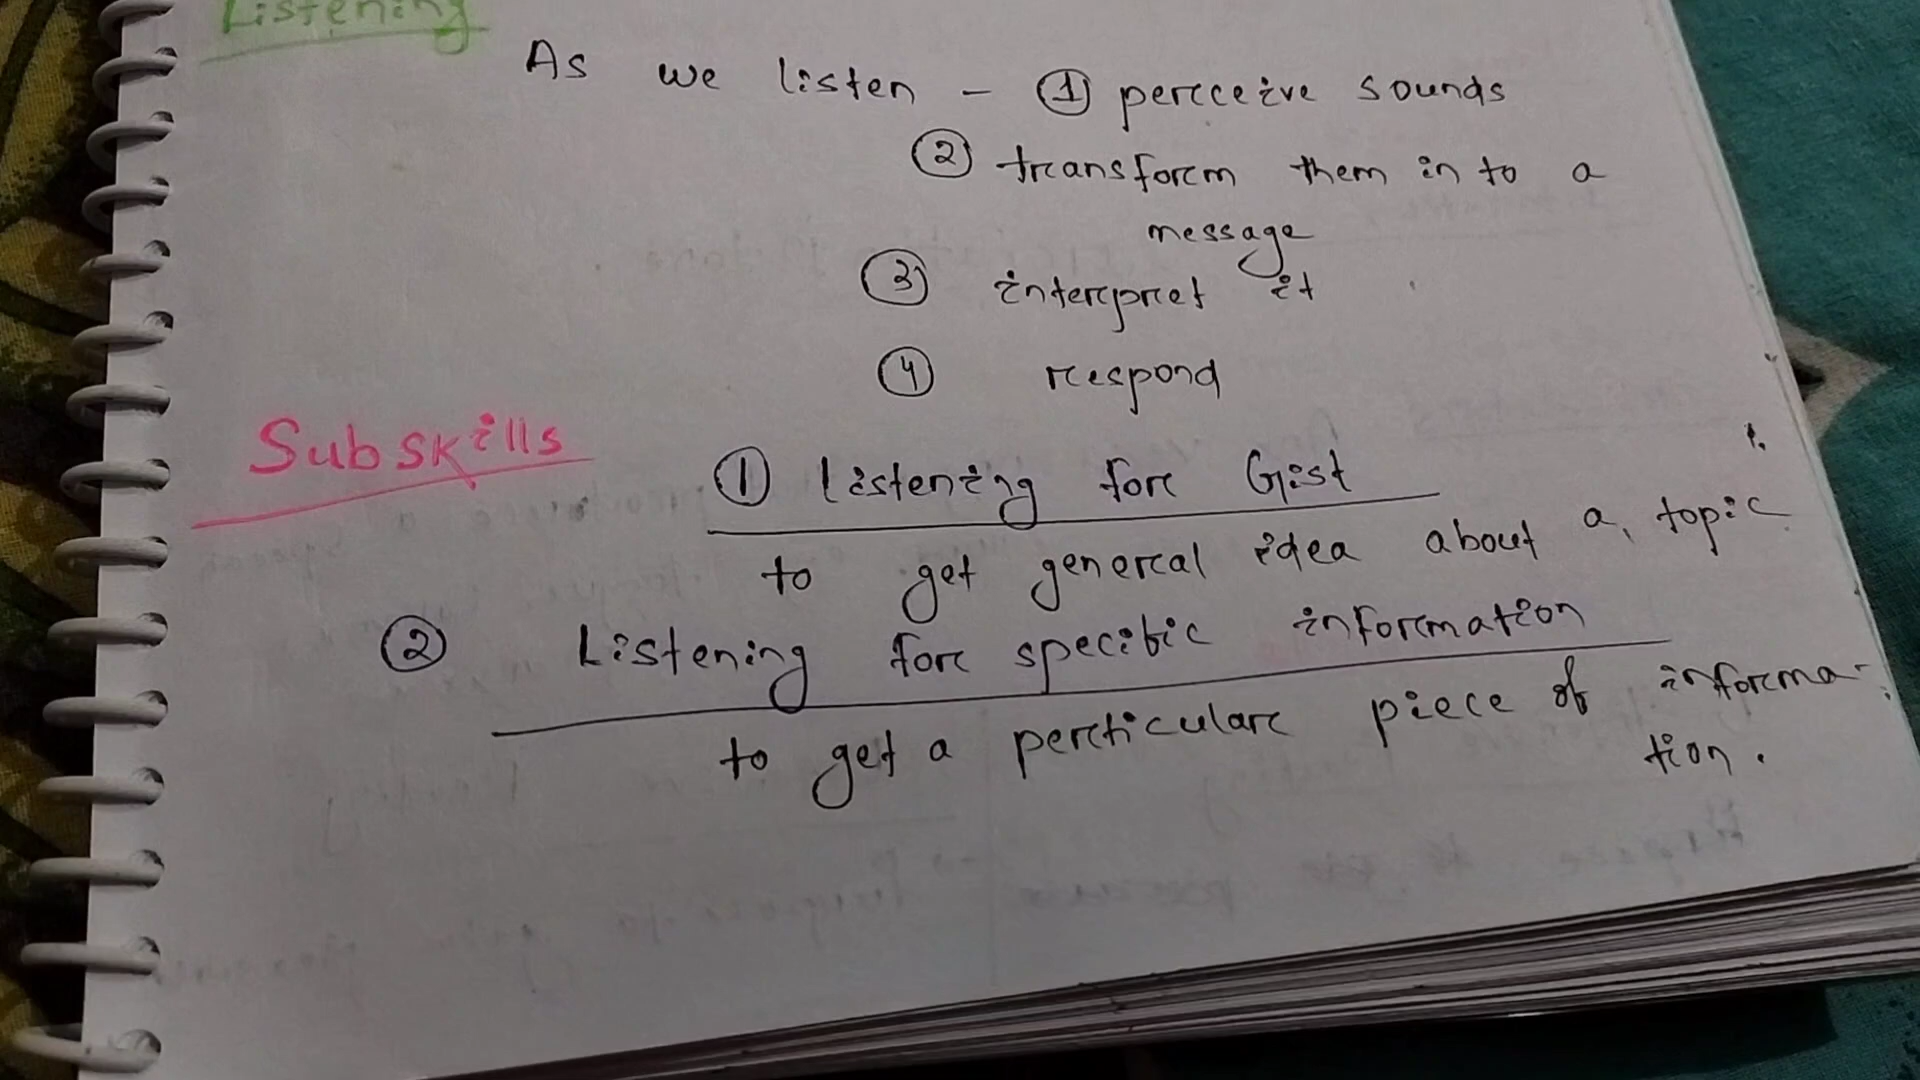 Listening
As we listen - ① perceive sounds
② transform them in to a
message
③ interpret it
④ respond
Subskills
① listening for Gist
to get general idea about a topic
② Listening for specific information
to get a perticular piece of informa-
tion.